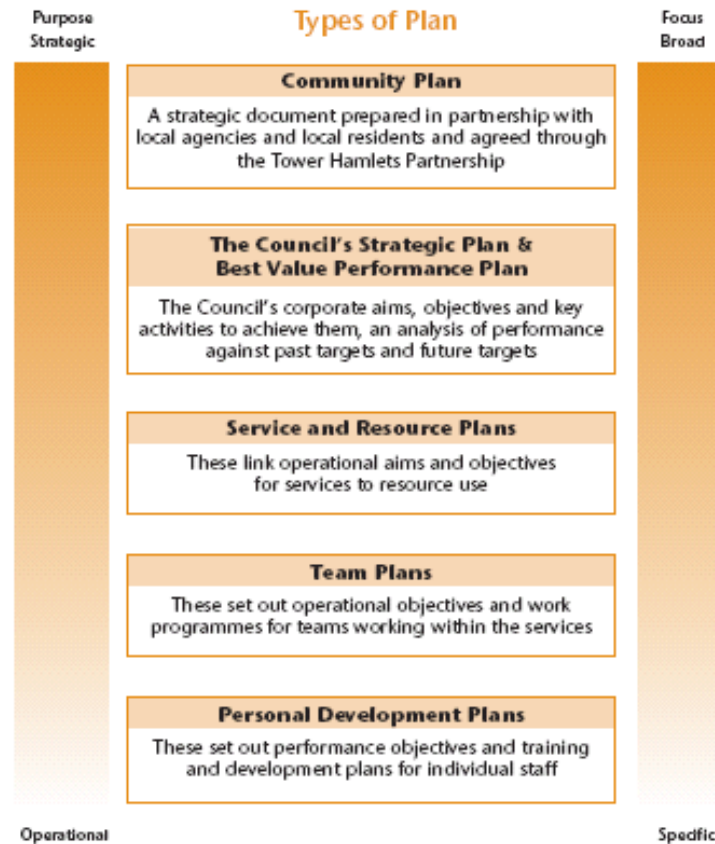 Purpose
Strategic
Types of Plan
Focus
Broad
Community Plan
A strategic document prepared in partnership with
local agencies and local residents and agreed through
the Tower Hamlets Partnership
The Council's Strategic Plan &
Best Value Performance Plan
The Council's corporate aims, objectives and key
activities to achieve them, an analysis of performance
against past targets and future targets
Service and Resource Plans
These link operational aims and objectives
for services to resource use
Team Plans
These set out operational objectives and work
programmes for teams working within the services
Personal Development Plans
These set out performance objectives and training
and development plans for individual staff
Operational
Specific